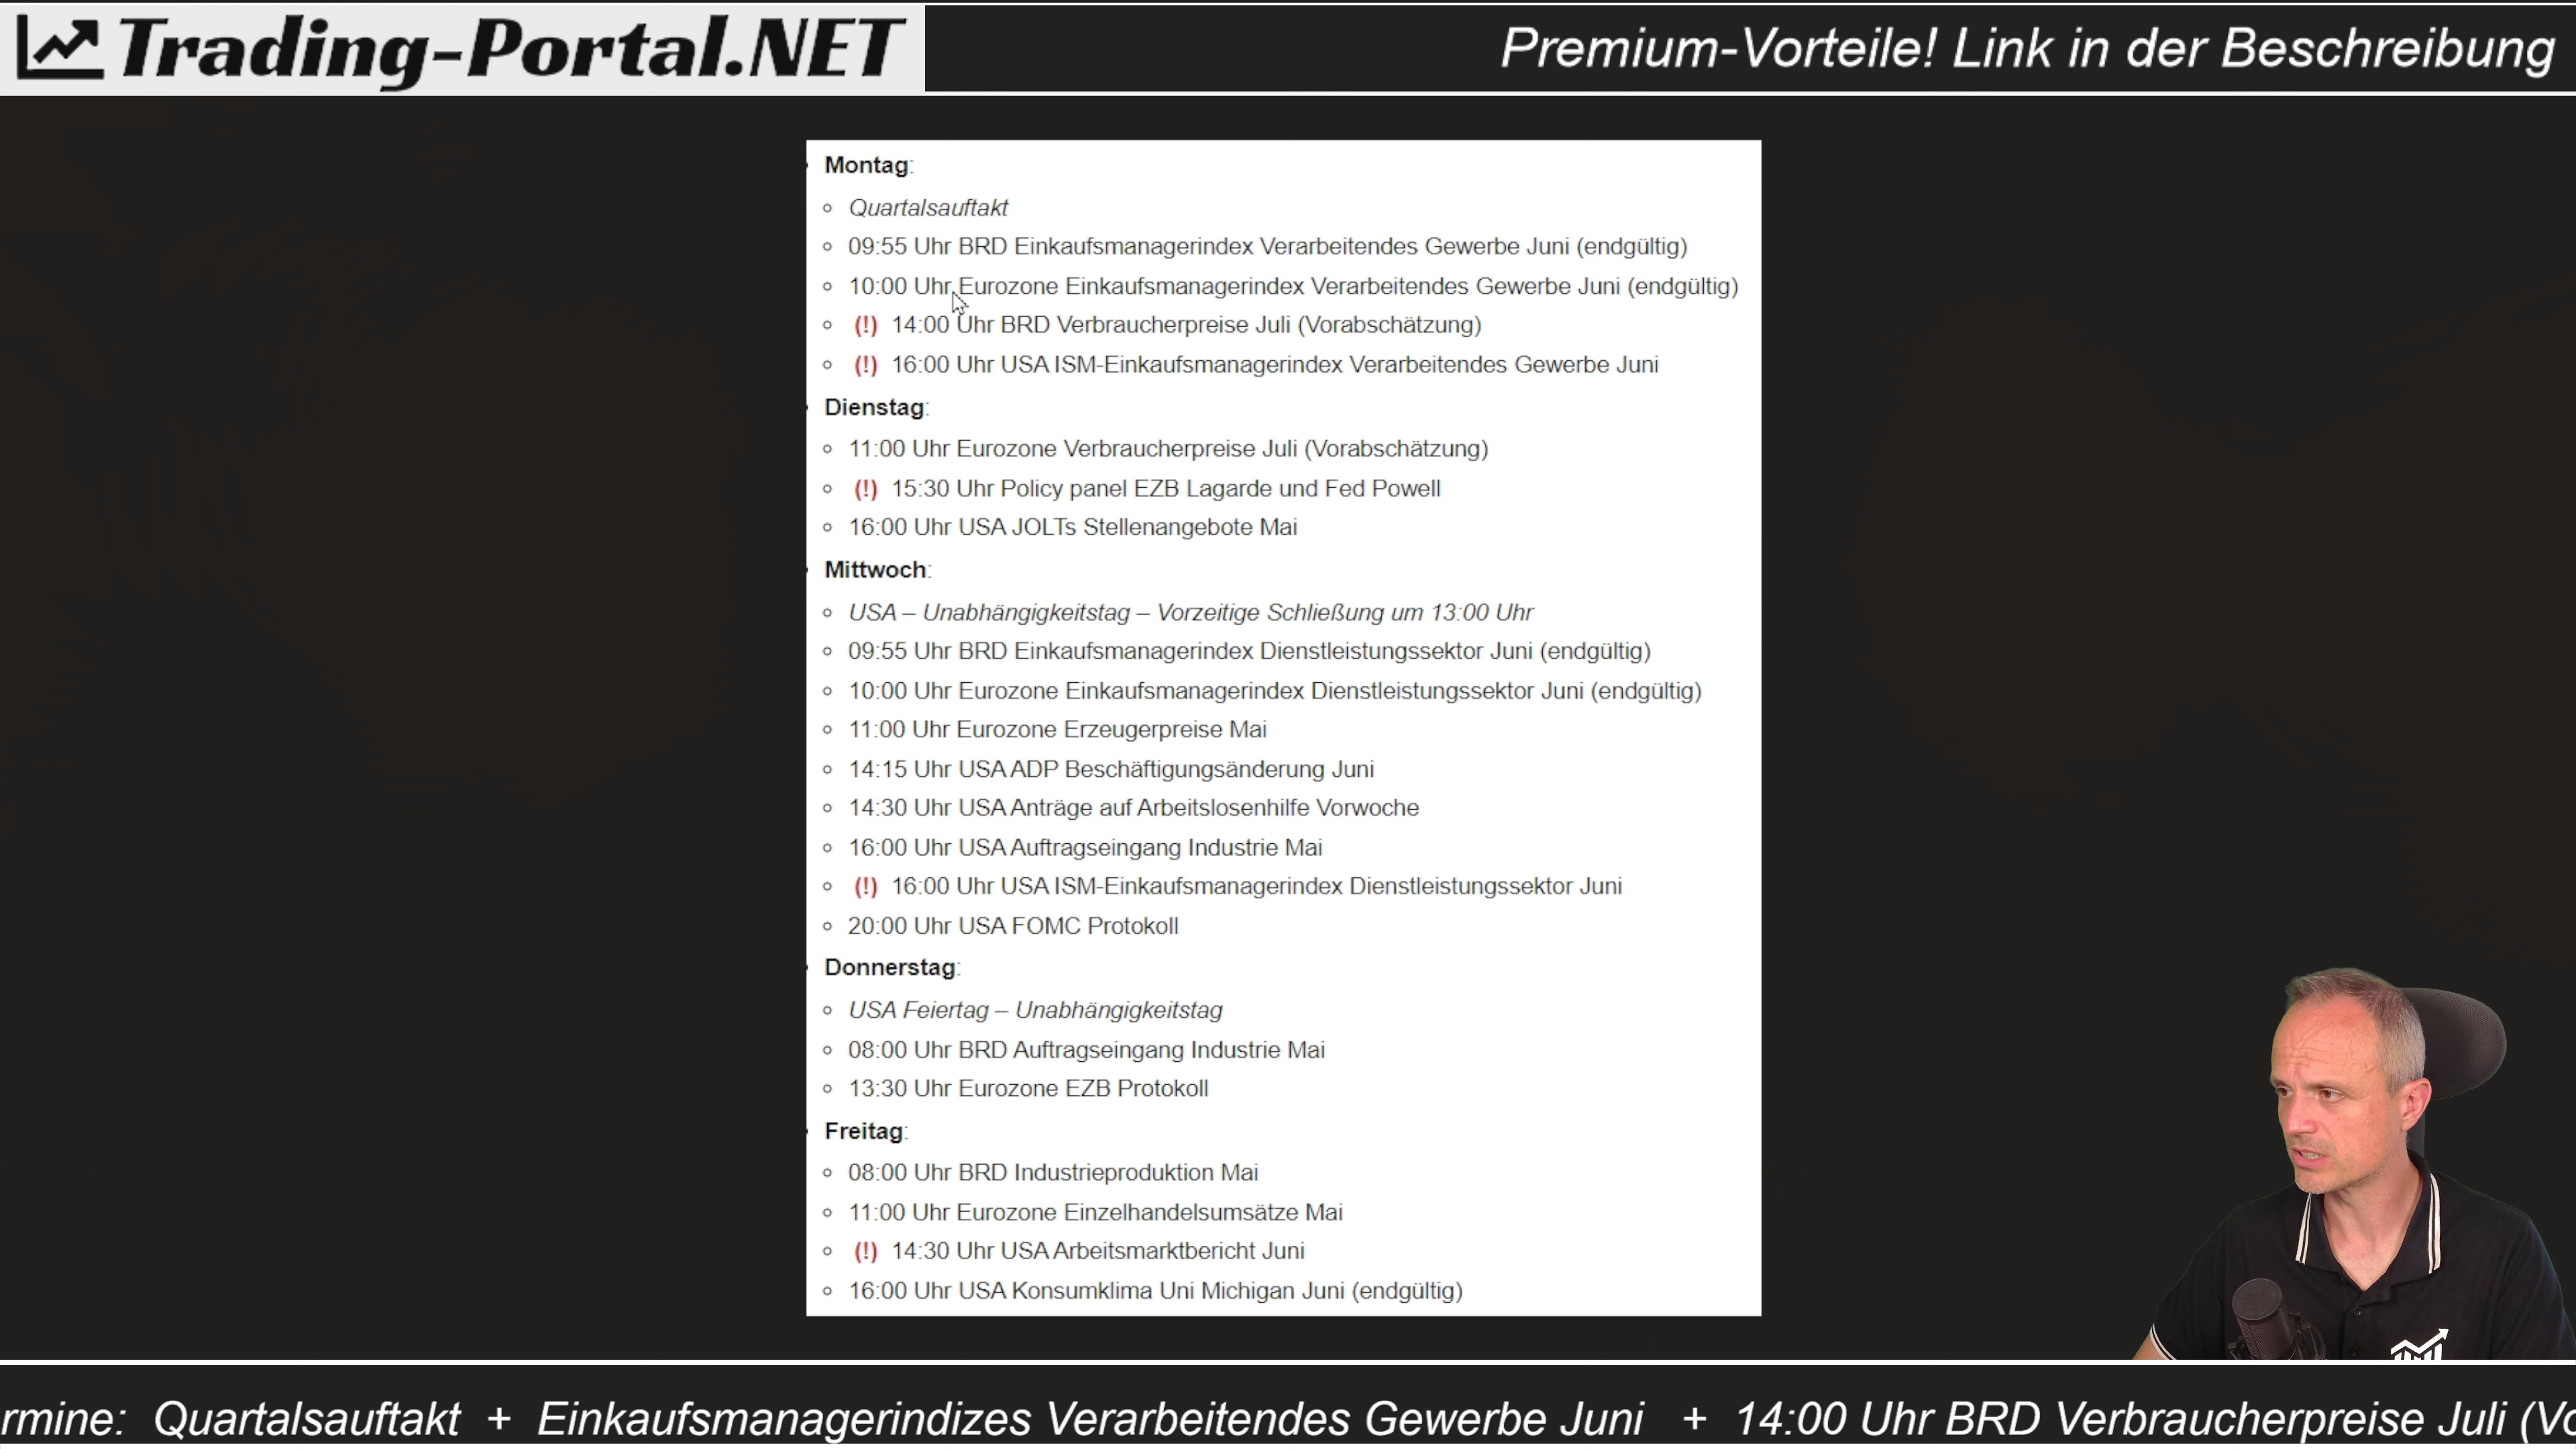 Trading-Portal.NET
Premium-Vorteile! Link in der Beschreibung
Montag:
Quartalsauftakt
09:55 Uhr BRD Einkaufsmanagerindex Verarbeitendes Gewerbe Juni (endgültig)
10:00 Uhr Eurozone Einkaufsmanagerindex Verarbeitendes Gewerbe Juni (endgültig)
(!) 14:00 Uhr BRD Verbraucherpreise Juli (Vorabschätzung)
(!) 16:00 Uhr USA ISM-Einkaufsmanagerindex Verarbeitendes Gewerbe Juni
Dienstag:
11:00 Uhr Eurozone Verbraucherpreise Juli (Vorabschätzung)
(!) 15:30 Uhr Policy panel EZB Lagarde und Fed Powell
16:00 Uhr USA JOLTs Stellenangebote Mai
Mittwoch:
USA – Unabhängigkeitstag – Vorzeitige Schließung um 13:00 Uhr
09:55 Uhr BRD Einkaufsmanagerindex Dienstleistungssektor Juni (endgültig)
10:00 Uhr Eurozone Einkaufsmanagerindex Dienstleistungssektor Juni (endgültig)
11:00 Uhr Eurozone Erzeugerpreise Mai
14:15 Uhr USA ADP Beschäftigungsänderung Juni
14:30 Uhr USA Anträge auf Arbeitslosenhilfe Vorwoche
16:00 Uhr USA Auftragseingang Industrie Mai
(!) 16:00 Uhr USA ISM-Einkaufsmanagerindex Dienstleistungssektor Juni
20:00 Uhr USA FOMC Protokoll
Donnerstag:
USA Feiertag – Unabhängigkeitstag
08:00 Uhr BRD Auftragseingang Industrie Mai
13:30 Uhr Eurozone EZB Protokoll
Freitag:
08:00 Uhr BRD Industrieproduktion Mai
11:00 Uhr Eurozone Einzelhandelsumsätze Mai
(!) 14:30 Uhr USA Arbeitsmarktbericht Juni
16:00 Uhr USA Konsumklima Uni Michigan Juni (endgültig)
rmine: Quartalsauftakt + Einkaufsmanagerindizes Verarbeitendes Gewerbe Juni + 14:00 Uhr BRD Verbraucherpreise Juli (Vo